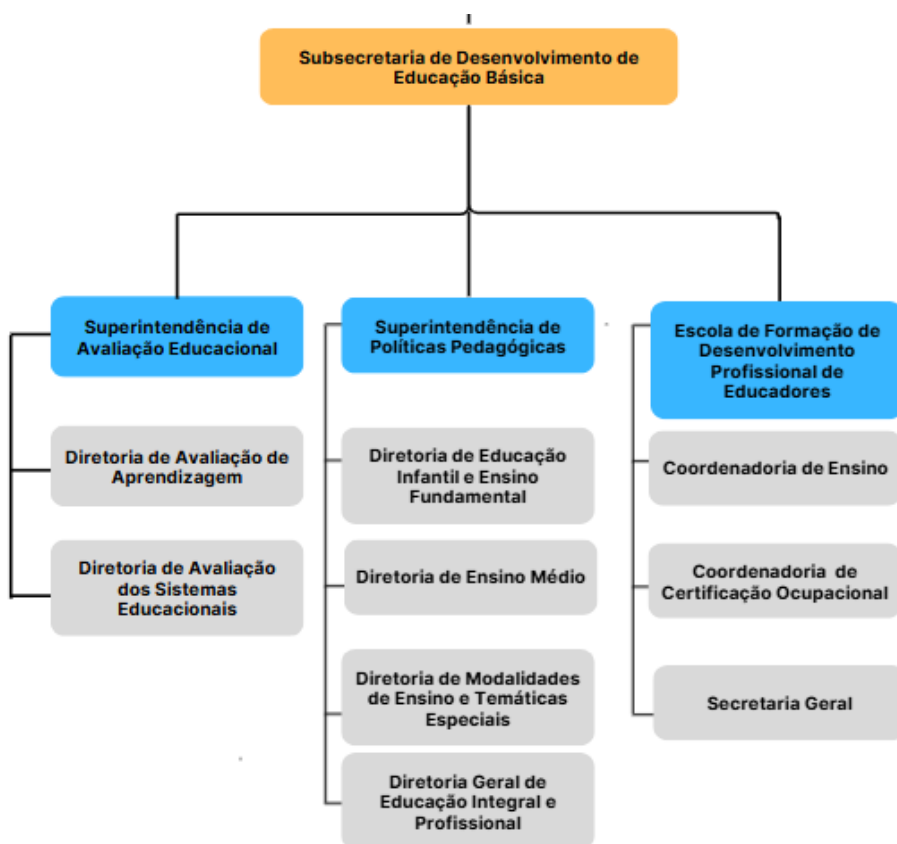 Subsecretaria de Desenvolvimento de
Educação Básica
Superintendência de
Avaliação Educacional
Diretoria de Avaliação de
Aprendizagem
Diretoria de Avaliação
dos Sistemas
Educacionais
Superintendência de
Políticas Pedagógicas
Diretoria de Educação
Infantil e Ensino
Fundamental
Diretoria de Ensino Médio
Diretoria de Modalidades
de Ensino e Temáticas
Especiais
Diretoria Geral de
Educação Integral e
Profissional
Escola de Formação de
Desenvolvimento
Profissional de
Educadores
Coordenadoria de Ensino
Coordenadoria de
Certificação Ocupacional
Secretaria Geral